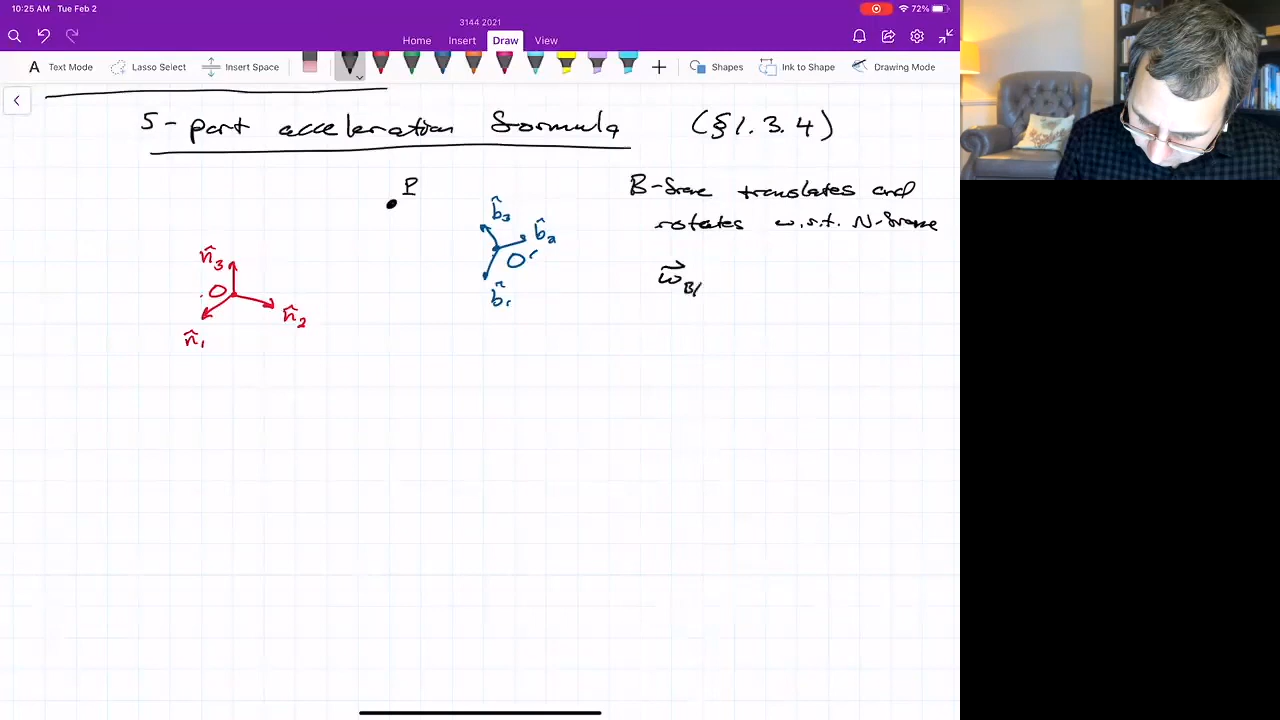 10:25 AM Tue Feb 2
72%
3144 2021
Home Insert Draw View
Text Mode Lasso Select Insert Space Shapes Ink to Shape Drawing Mode
5-part acceleration formula (§1.3.4)
P
B-frame translates and
rotates w.r.t. N-frame
b̂₃
b̂₂
O'
b̂₁
ω⃗_B/
n̂₃
O
n̂₂
n̂₁